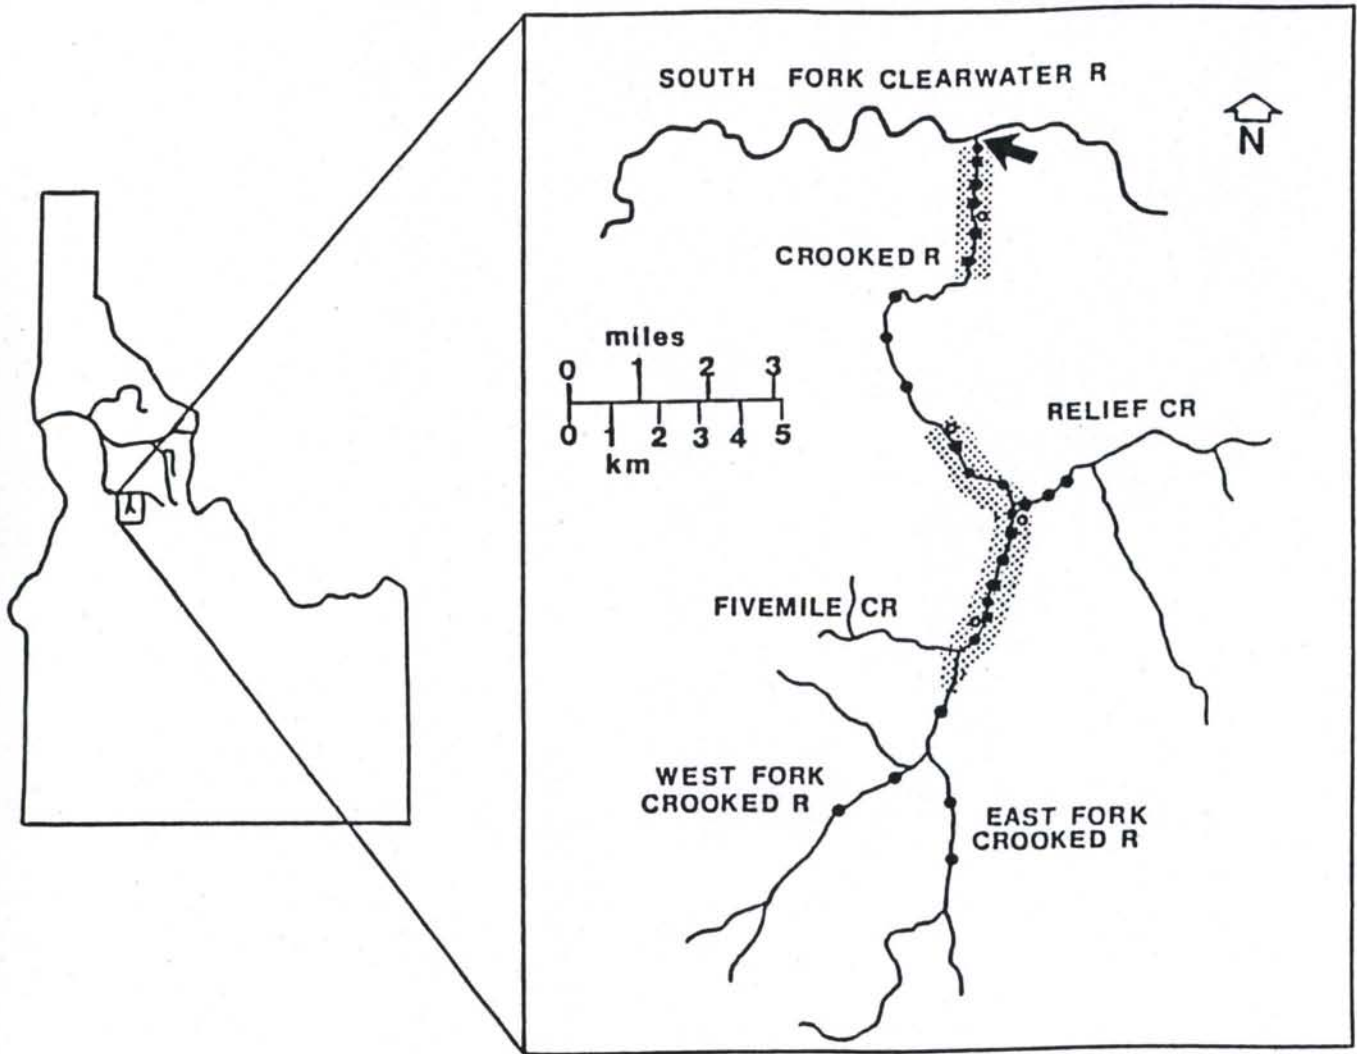 SOUTH FORK CLEARWATER R
N
CROOKED R
miles
0 1 2 3
0 1 2 3 4 5
km
RELIEF CR
FIVEMILE CR
WEST FORK
CROOKED R
EAST FORK
CROOKED R